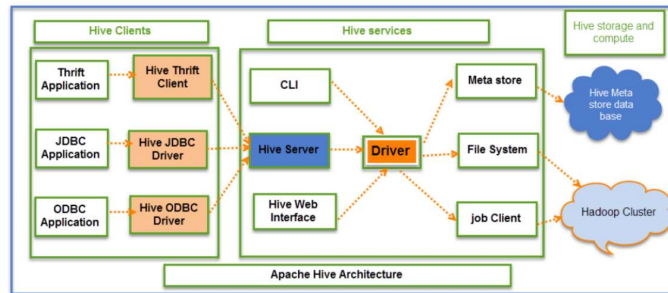 Hive Clients
Hive services
Hive storage and
compute
Thrift
Application
Hive Thrift
Client
CLI
Meta store
Hive Meta
store data
base
JDBC
Application
Hive JDBC
Driver
Hive Server
Driver
File System
ODBC
Application
Hive ODBC
Driver
Hive Web
Interface
job Client
Hadoop Cluster
Apache Hive Architecture